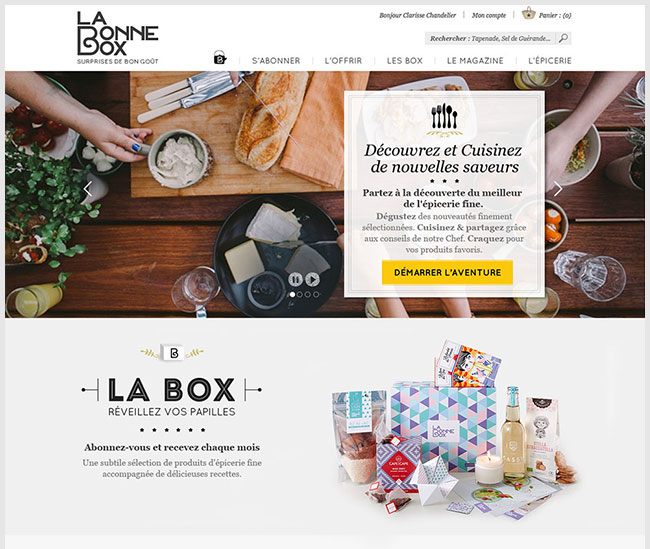 LA
BONNE
BOX
SURPRISES DE BON GOÛT
Bonjour Clarisse Chandelier | Mon compte | Panier : (0)
Rechercher : Tapenade, Sel de Guérande...
B | S'ABONNER | L'OFFRIR | LES BOX | LE MAGAZINE | L'ÉPICERIE
Découvrez et Cuisinez
de nouvelles saveurs
Partez à la découverte du meilleur
de l'épicerie fine.
Dégustez des nouveautés finement
sélectionnées. Cuisinez & partagez grâce
aux conseils de notre Chef. Craquez pour
vos produits favoris.
DÉMARRER L'AVENTURE
B
LA BOX
RÉVEILLEZ VOS PAPILLES
Abonnez-vous et recevez chaque mois
Une subtile sélection de produits d'épicerie fine
accompagnée de délicieuses recettes.
LA
BONNE
BOX